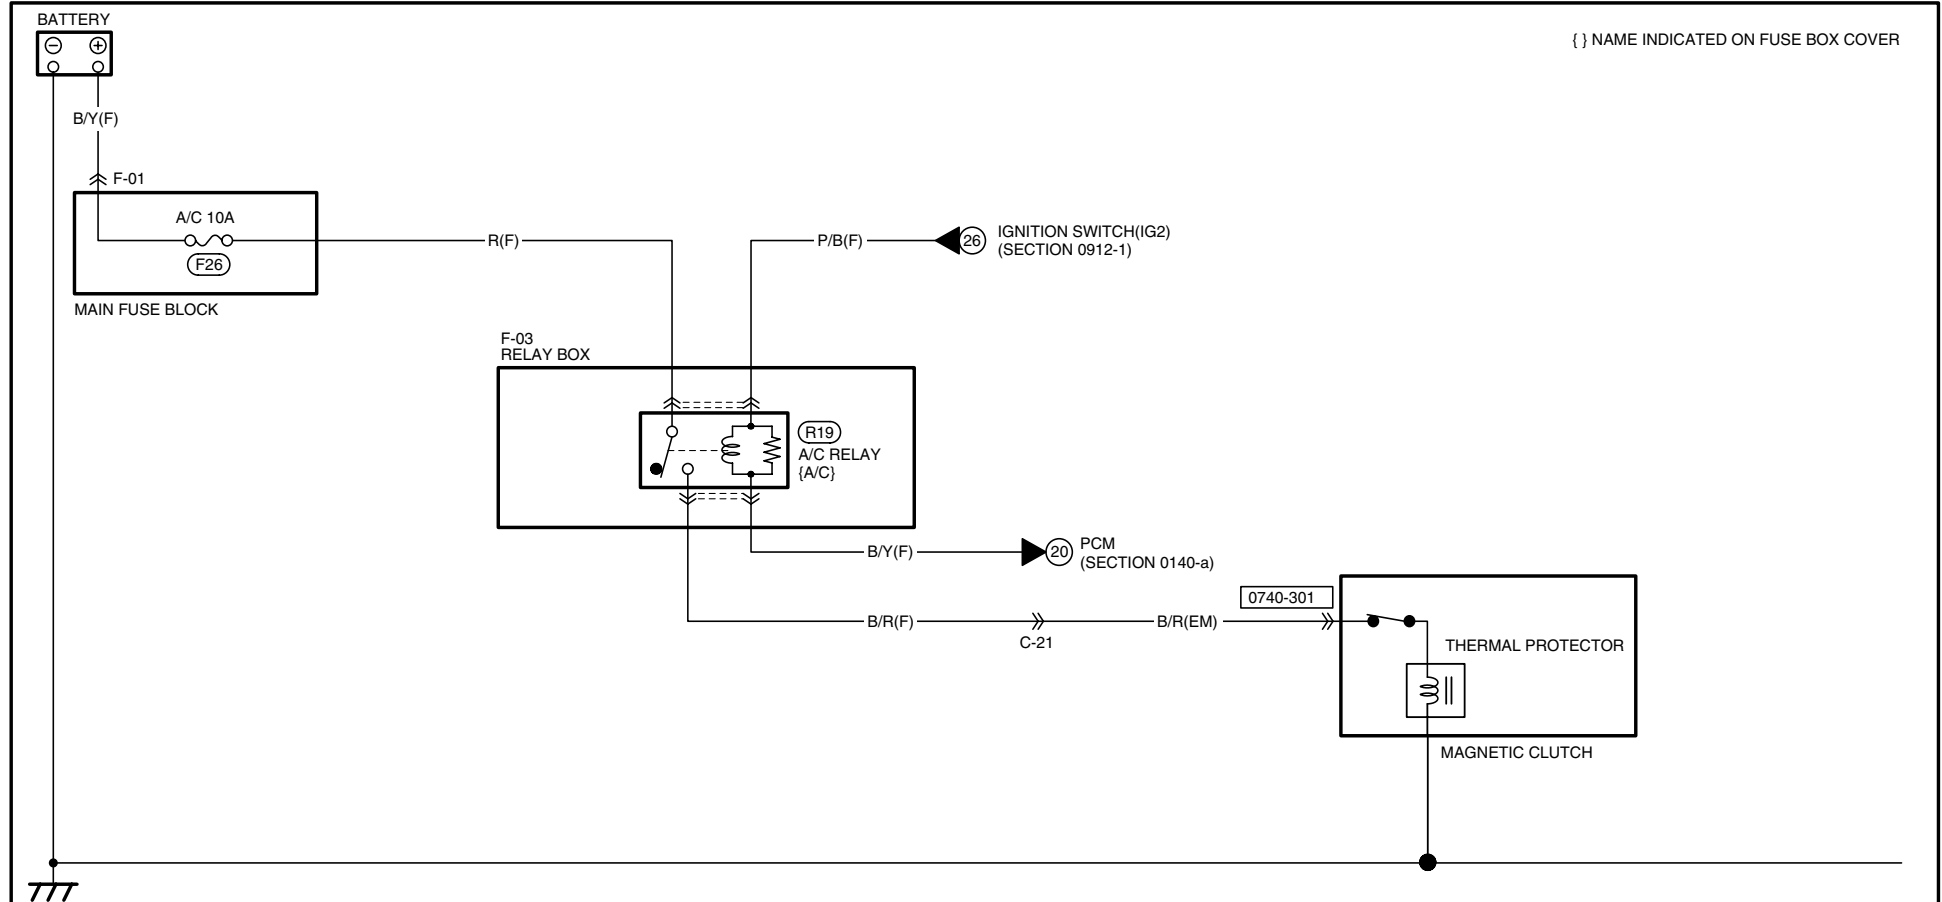 BATTERY
{ } NAME INDICATED ON FUSE BOX COVER
B/Y(F)
F-01
A/C 10A
F26
MAIN FUSE BLOCK
R(F)
P/B(F)
26
IGNITION SWITCH(IG2)
(SECTION 0912-1)
F-03
RELAY BOX
R19
A/C RELAY
{A/C}
B/Y(F)
20
PCM
(SECTION 0140-a)
B/R(F)
C-21
B/R(EM)
0740-301
THERMAL PROTECTOR
MAGNETIC CLUTCH